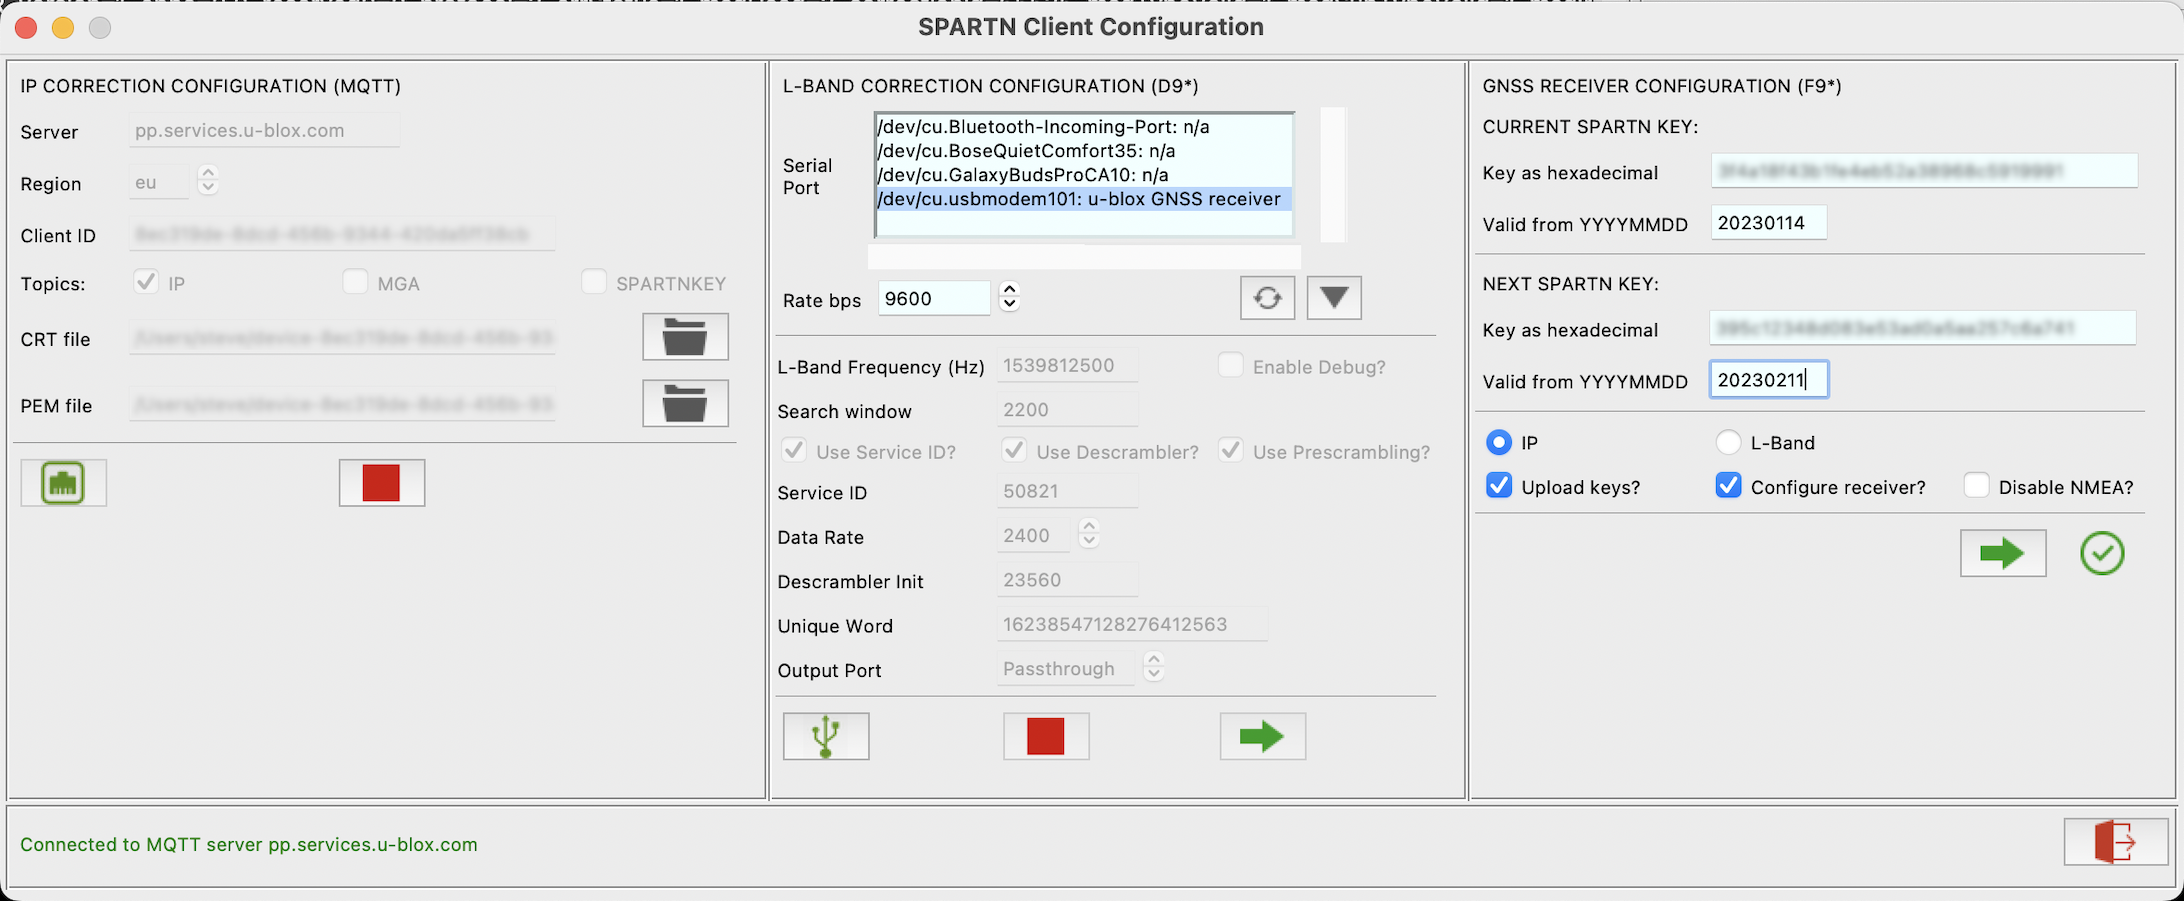 SPARTN Client Configuration
IP CORRECTION CONFIGURATION (MQTT)
Server pp.services.u-blox.com
Region eu
Client ID
Topics: IP MGA SPARTNKEY
CRT file
PEM file
L-BAND CORRECTION CONFIGURATION (D9*)
Serial Port
/dev/cu.Bluetooth-Incoming-Port: n/a
/dev/cu.BoseQuietComfort35: n/a
/dev/cu.GalaxyBudsProCA10: n/a
/dev/cu.usbmodem101: u-blox GNSS receiver
Rate bps 9600
L-Band Frequency (Hz) 1539812500 Enable Debug?
Search window 2200
Use Service ID? Use Descrambler? Use Prescrambling?
Service ID 50821
Data Rate 2400
Descrambler Init 23560
Unique Word 16238547128276412563
Output Port Passthrough
GNSS RECEIVER CONFIGURATION (F9*)
CURRENT SPARTN KEY:
Key as hexadecimal
Valid from YYYYMMDD 20230114
NEXT SPARTN KEY:
Key as hexadecimal
Valid from YYYYMMDD 20230211
IP L-Band
Upload keys? Configure receiver? Disable NMEA?
Connected to MQTT server pp.services.u-blox.com